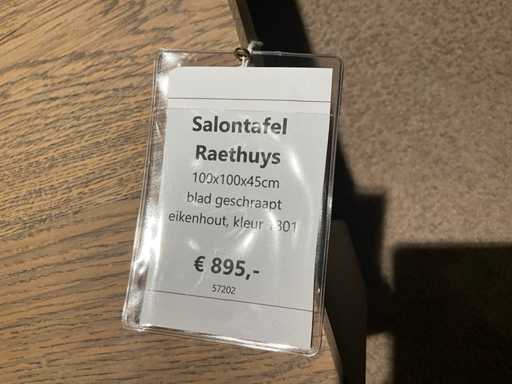 Salontafel
Raethuys
100x100x45cm
blad geschraapt
eikenhout, kleur
€ 895,-
57202